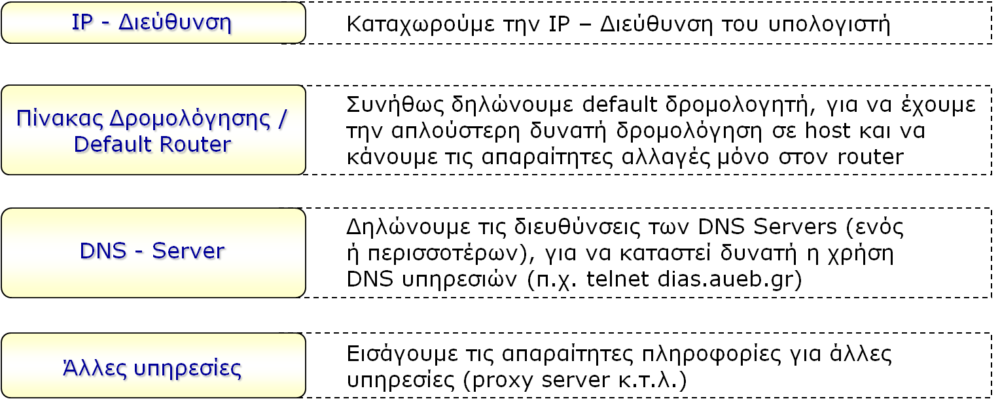 IP - Διεύθυνση
Καταχωρούμε την IP – Διεύθυνση του υπολογιστή
Πίνακας Δρομολόγησης /
Default Router
Συνήθως δηλώνουμε default δρομολογητή, για να έχουμε
την απλούστερη δυνατή δρομολόγηση σε host και να
κάνουμε τις απαραίτητες αλλαγές μόνο στον router
DNS - Server
Δηλώνουμε τις διευθύνσεις των DNS Servers (ενός
ή περισσοτέρων), για να καταστεί δυνατή η χρήση
DNS υπηρεσιών (π.χ. telnet dias.aueb.gr)
Άλλες υπηρεσίες
Εισάγουμε τις απαραίτητες πληροφορίες για άλλες
υπηρεσίες (proxy server κ.τ.λ.)